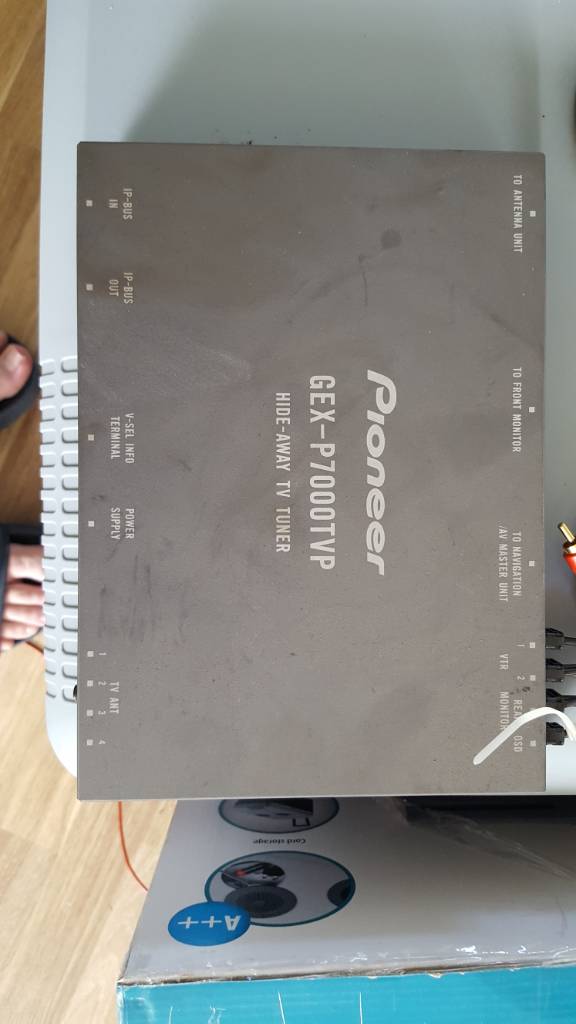 TO ANTENNA UNIT
TO FRONT MONITOR
TO NAVIGATION
/AV MASTER UNIT
1
VTR
2
REAR
MONITOR
OSD
Pioneer
GEX-P7000TVP
HIDE-AWAY TV TUNER
IP-BUS
IN
IP-BUS
OUT
V-SEL INFO
TERMINAL
POWER
SUPPLY
1
2
TV ANT
3
4
Cord storage
A++